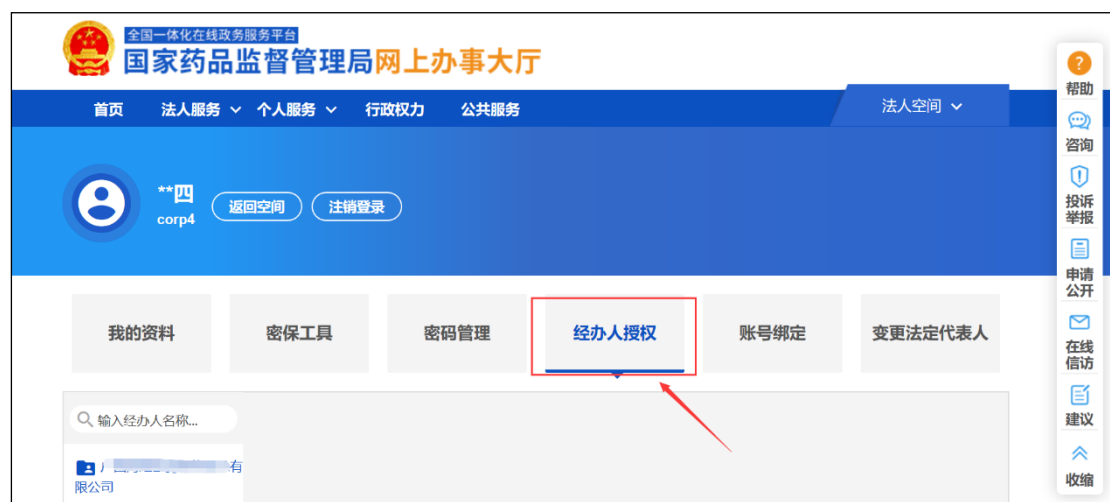 全国一体化在线政务服务平台
国家药品监督管理局网上办事大厅
首页 法人服务 个人服务 行政权力 公共服务 法人空间
**四
corp4
返回空间 注销登录
我的资料 密保工具 密码管理 经办人授权 账号绑定 变更法定代表人
输入经办人名称...
有
限公司
?
帮助
咨询
投诉
举报
申请
公开
在线
信访
建议
收缩